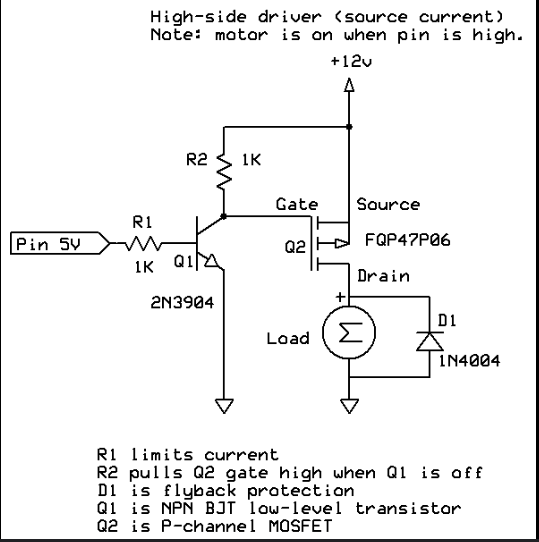 High-side driver (source current)
Note: motor is on when pin is high.
+12v
R2 1K
Gate Source
R1
Pin 5V
Q2 FQP47P06
1K Q1
Drain
2N3904
+
D1
Load Σ
1N4004
R1 limits current
R2 pulls Q2 gate high when Q1 is off
D1 is flyback protection
Q1 is NPN BJT low-level transistor
Q2 is P-channel MOSFET